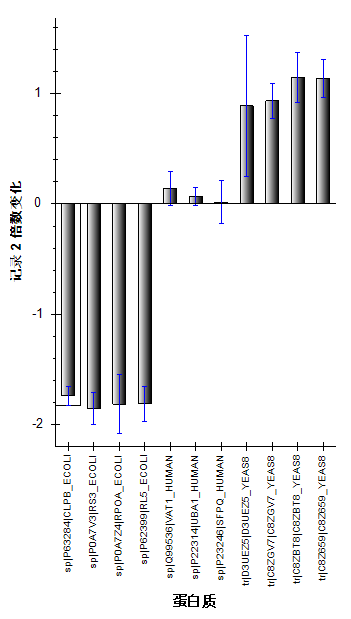 记录 2 倍数变化
1
0
-1
-2
sp|P63284|CLPB_ECOLI
sp|P0A7V3|RS3_ECOLI
sp|P0A7Z4|RPOA_ECOLI
sp|P62399|RL5_ECOLI
sp|Q99536|VAT1_HUMAN
sp|P22314|UBA1_HUMAN
sp|P23246|SFPQ_HUMAN
tr|D3UEZ5|D3UEZ5_YEAS8
tr|C8ZGV7|C8ZGV7_YEAS8
tr|C8ZBT8|C8ZBT8_YEAS8
tr|C8Z659|C8Z659_YEAS8
蛋白质